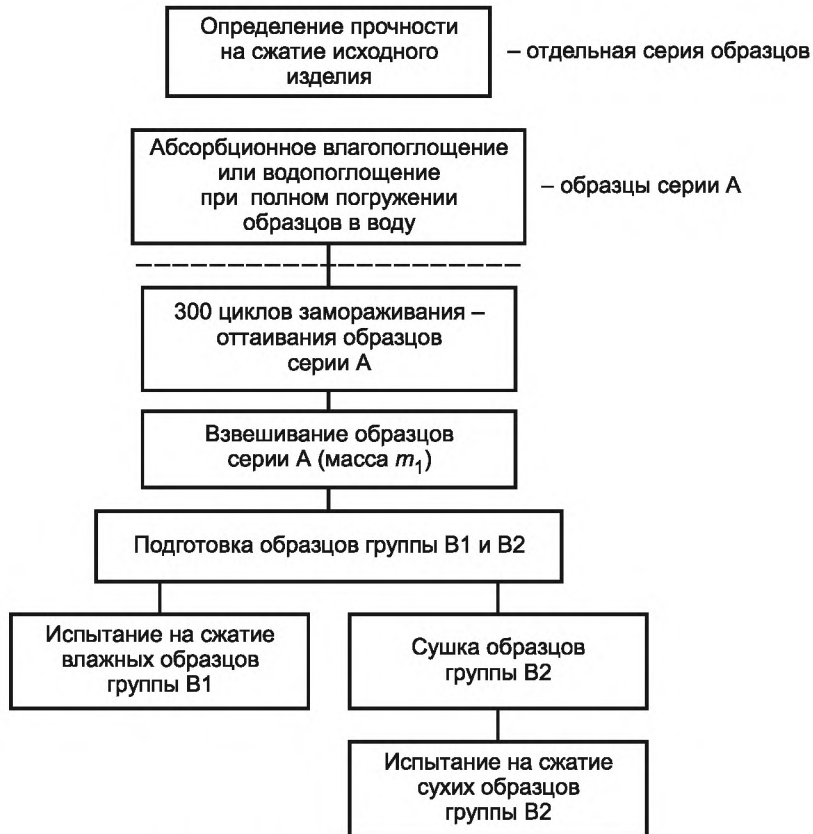 Определение прочности
на сжатие исходного
изделия
– отдельная серия образцов
Абсорбционное влагопоглощение
или водопоглощение
при полном погружении
образцов в воду
– образцы серии А
300 циклов замораживания –
оттаивания образцов
серии А
Взвешивание образцов
серии А (масса m1)
Подготовка образцов группы В1 и В2
Испытание на сжатие
влажных образцов
группы В1
Сушка образцов
группы В2
Испытание на сжатие
сухих образцов
группы В2